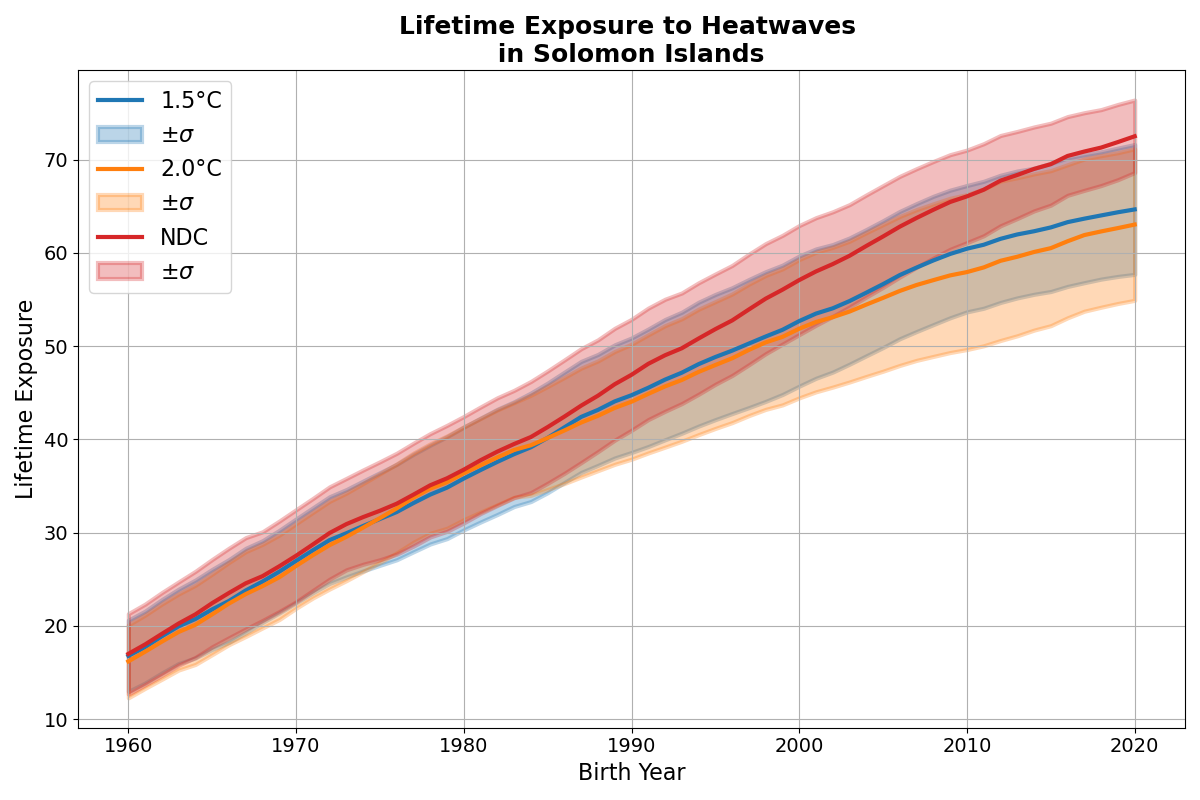 Lifetime Exposure to Heatwaves
in Solomon Islands
1.5°C
±σ
2.0°C
±σ
NDC
±σ
Lifetime Exposure
70
60
50
40
30
20
10
1960 1970 1980 1990 2000 2010 2020
Birth Year